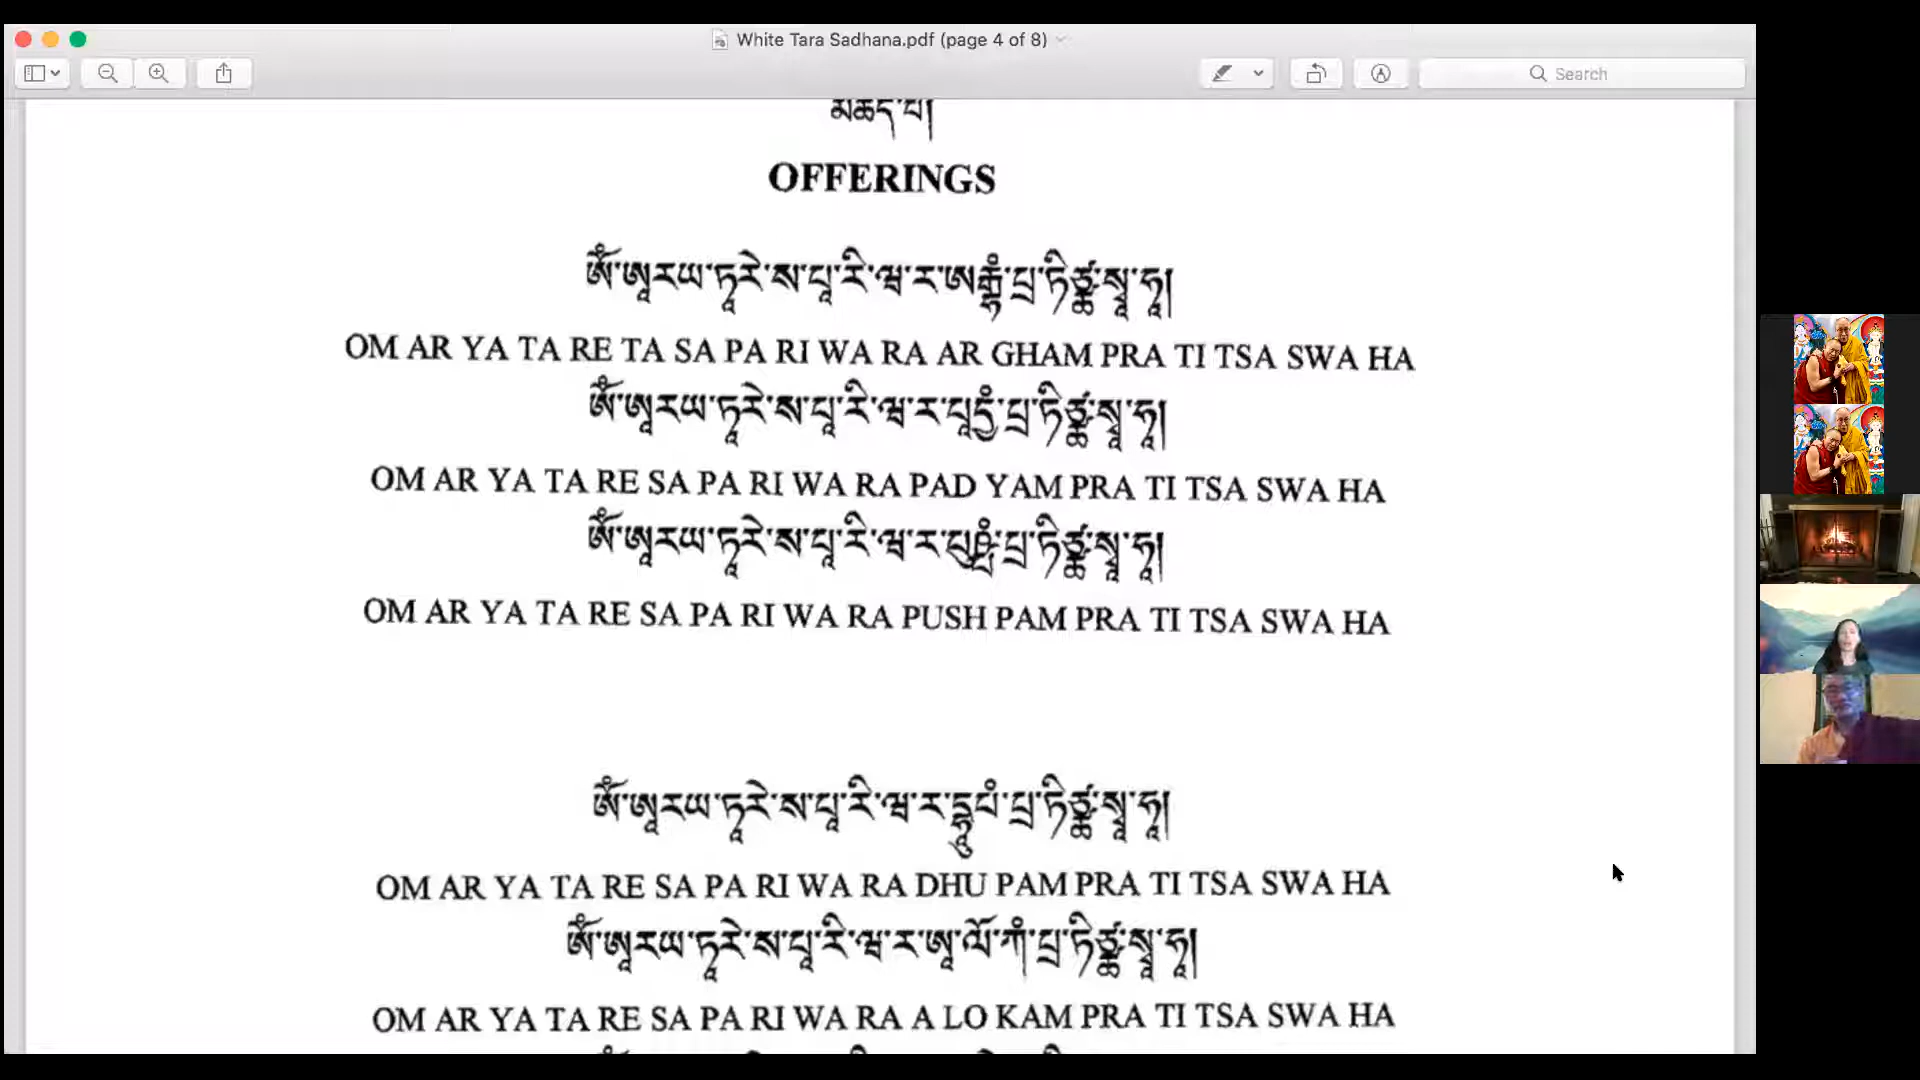 White Tara Sadhana.pdf (page 4 of 8)
Search
མཆོད་པ།
OFFERINGS
ཨོཾ་ཨཱརྱ་ཏཱརེ་ས་པཱ་རི་ཝ་ར་ཨརྒྷཾ་པྲ་ཏཱིཙྪ་སྭཱ་ཧཱ།
OM AR YA TA RE TA SA PA RI WA RA AR GHAM PRA TI TSA SWA HA
ཨོཾ་ཨཱརྱ་ཏཱརེ་ས་པཱ་རི་ཝ་ར་པཱདྱཾ་པྲ་ཏཱིཙྪ་སྭཱ་ཧཱ།
OM AR YA TA RE SA PA RI WA RA PAD YAM PRA TI TSA SWA HA
ཨོཾ་ཨཱརྱ་ཏཱརེ་ས་པཱ་རི་ཝ་ར་པུཥྤཾ་པྲ་ཏཱིཙྪ་སྭཱ་ཧཱ།
OM AR YA TA RE SA PA RI WA RA PUSH PAM PRA TI TSA SWA HA
ཨོཾ་ཨཱརྱ་ཏཱརེ་ས་པཱ་རི་ཝ་ར་དྷཱུཔཾ་པྲ་ཏཱིཙྪ་སྭཱ་ཧཱ།
OM AR YA TA RE SA PA RI WA RA DHU PAM PRA TI TSA SWA HA
ཨོཾ་ཨཱརྱ་ཏཱརེ་ས་པཱ་རི་ཝ་ར་ཨཱ་ལོ་ཀཾ་པྲ་ཏཱིཙྪ་སྭཱ་ཧཱ།
OM AR YA TA RE SA PA RI WA RA A LO KAM PRA TI TSA SWA HA